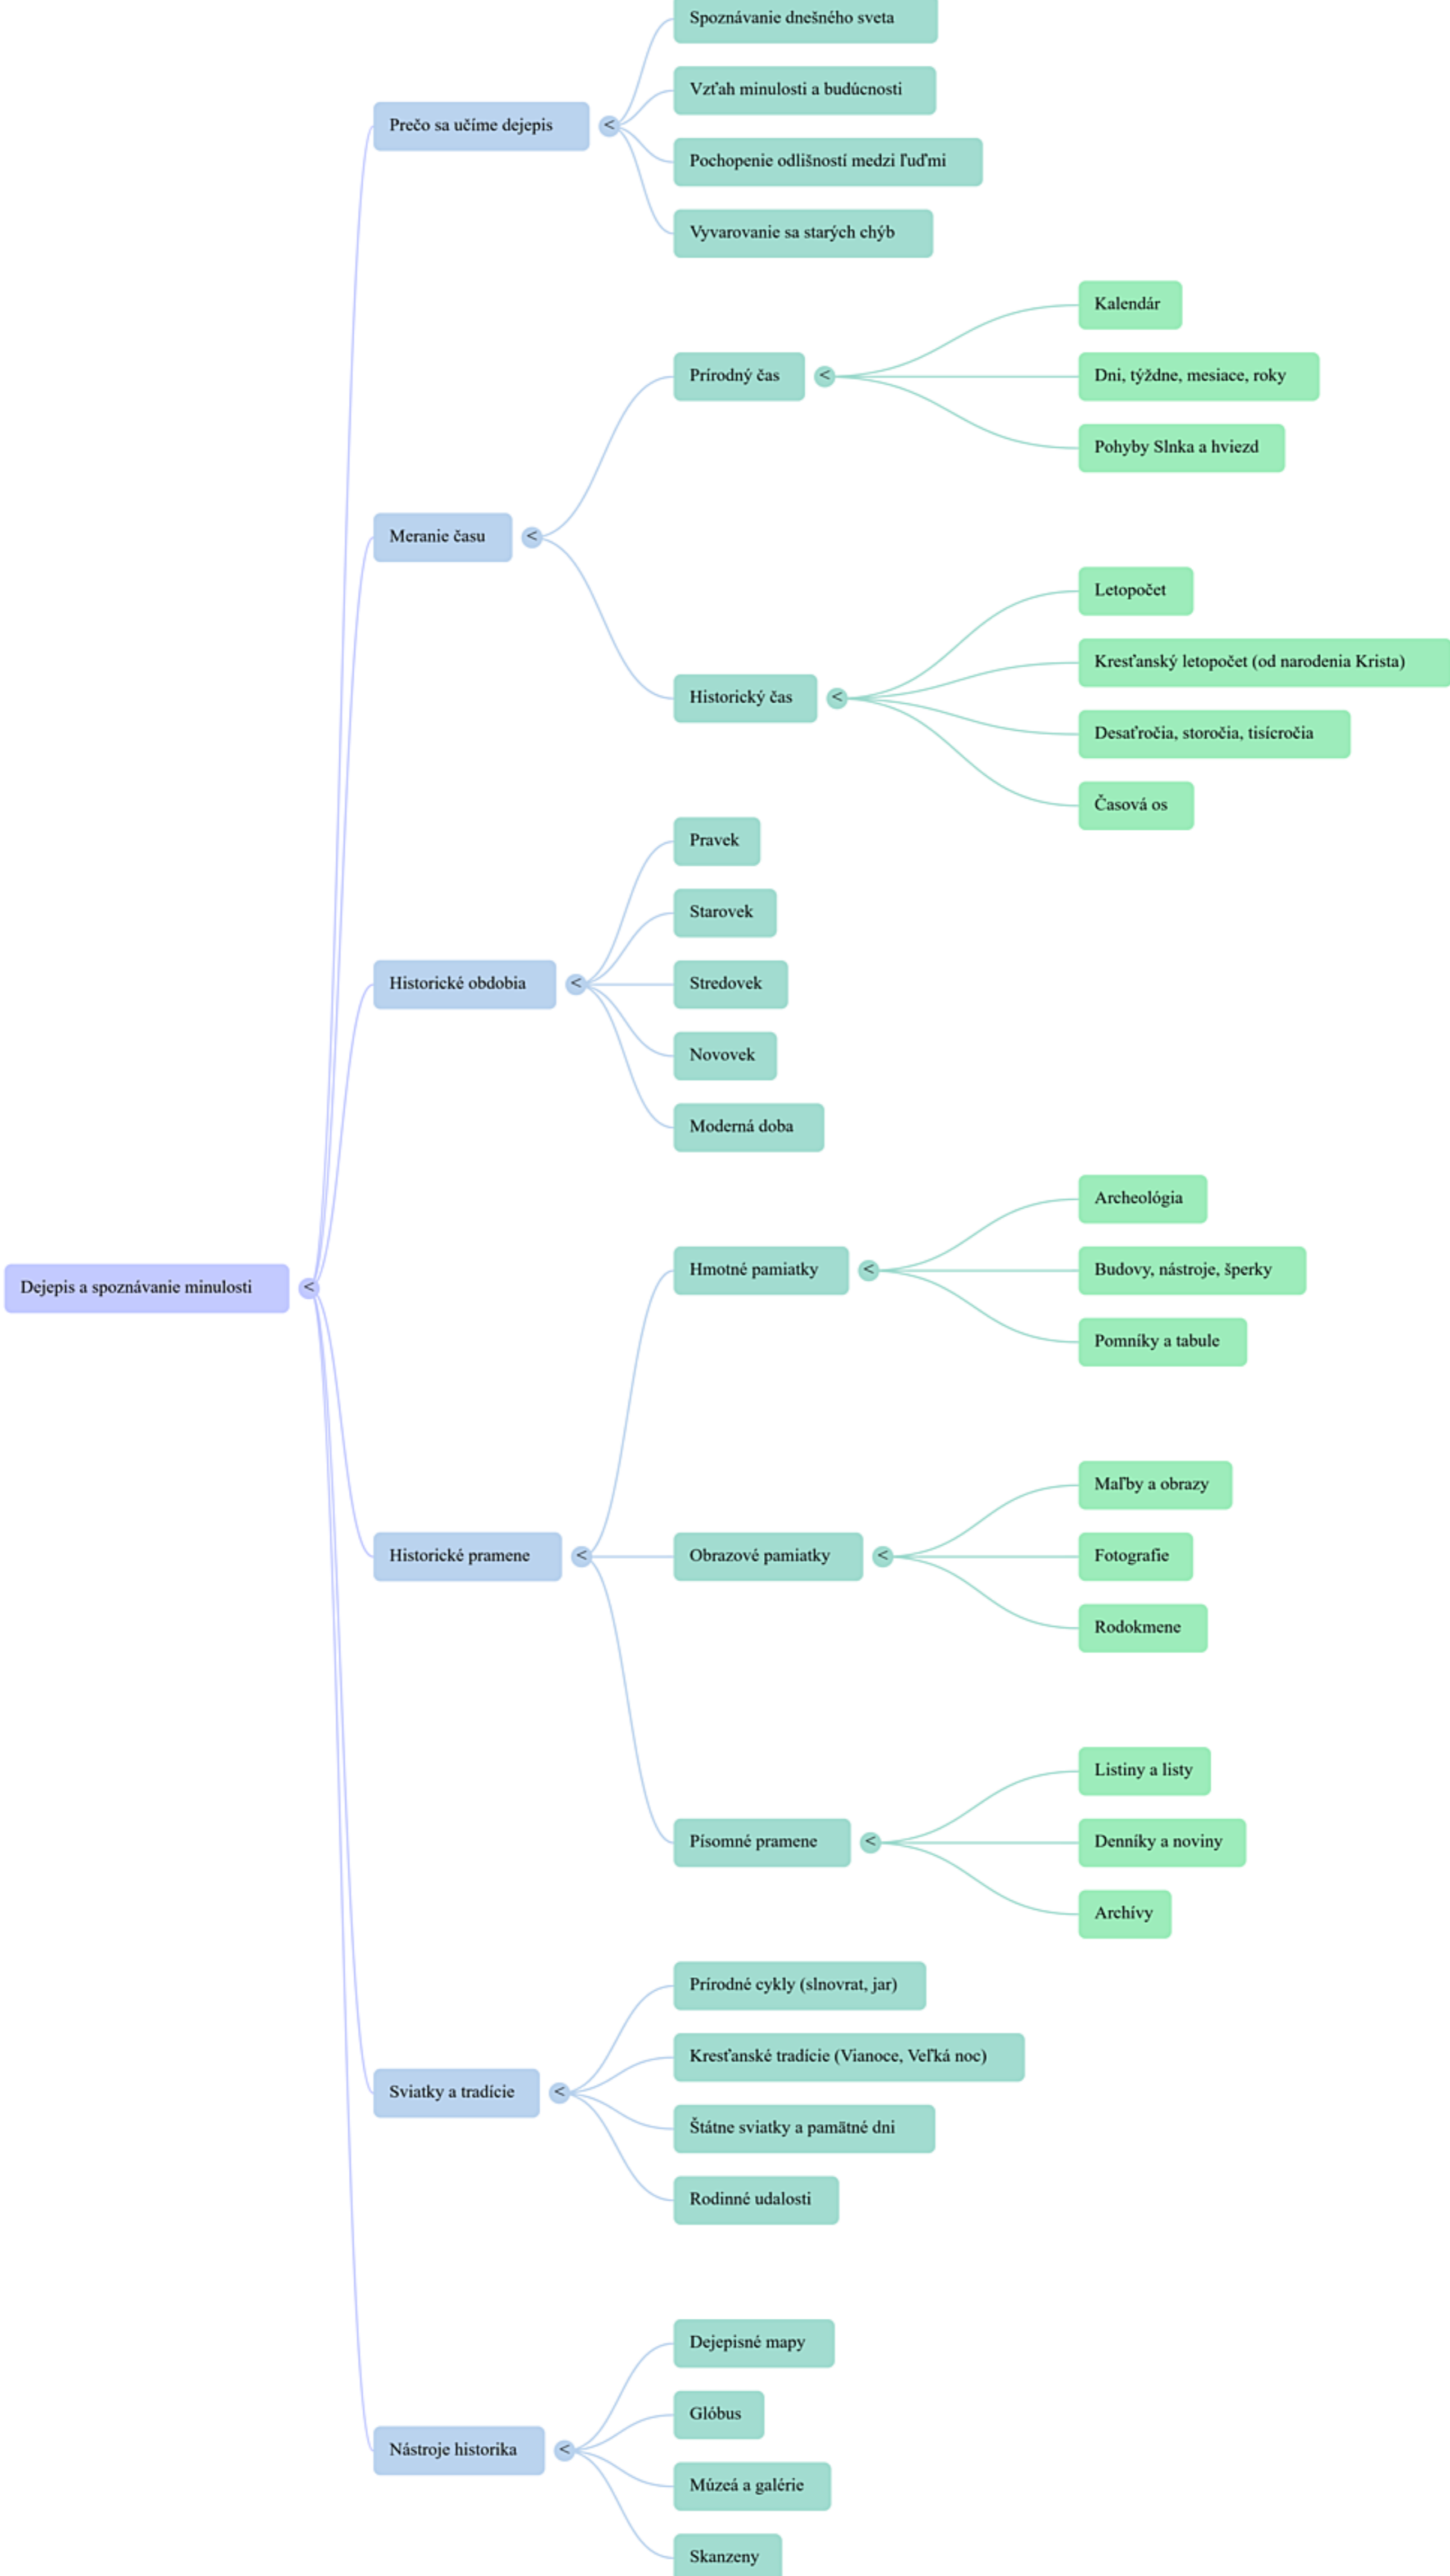 Dejepis a spoznávanie minulosti
Prečo sa učíme dejepis
Spoznávanie dnešného sveta
Vzťah minulosti a budúcnosti
Pochopenie odlišností medzi ľuďmi
Vyvarovanie sa starých chýb
Meranie času
Prírodný čas
Kalendár
Dni, týždne, mesiace, roky
Pohyby Slnka a hviezd
Historický čas
Letopočet
Kresťanský letopočet (od narodenia Krista)
Desaťročia, storočia, tisícročia
Časová os
Historické obdobia
Pravek
Starovek
Stredovek
Novovek
Moderná doba
Historické pramene
Hmotné pamiatky
Archeológia
Budovy, nástroje, šperky
Pomníky a tabule
Obrazové pamiatky
Maľby a obrazy
Fotografie
Rodokmene
Písomné pramene
Listiny a listy
Denníky a noviny
Archívy
Sviatky a tradície
Prírodné cykly (slnovrat, jar)
Kresťanské tradície (Vianoce, Veľká noc)
Štátne sviatky a pamätné dni
Rodinné udalosti
Nástroje historika
Dejepisné mapy
Glóbus
Múzeá a galérie
Skanzeny